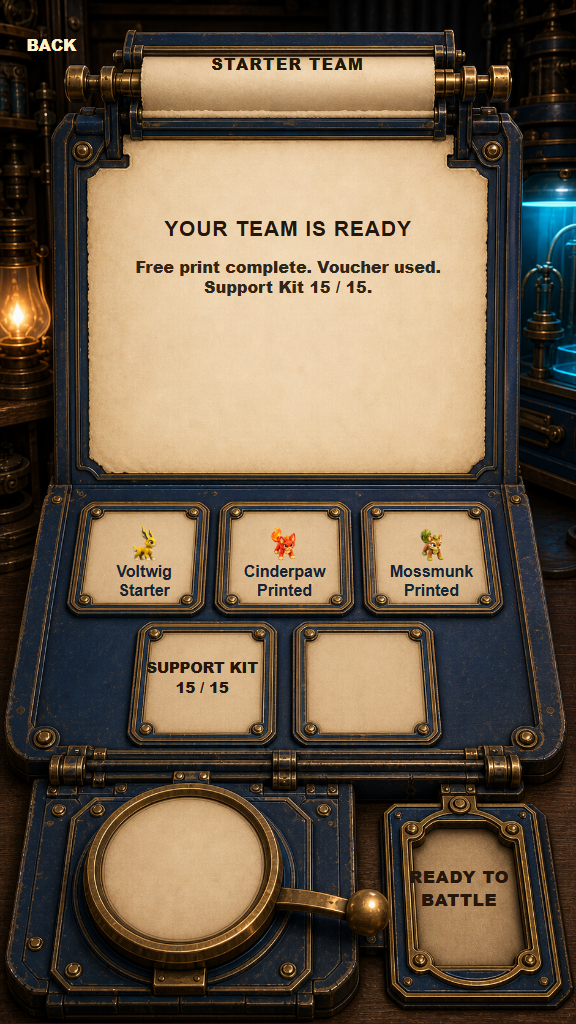 BACK
STARTER TEAM
YOUR TEAM IS READY
Free print complete. Voucher used.
Support Kit 15 / 15.
Voltwig
Starter
Cinderpaw
Printed
Mossmunk
Printed
SUPPORT KIT
15 / 15
READY TO
BATTLE